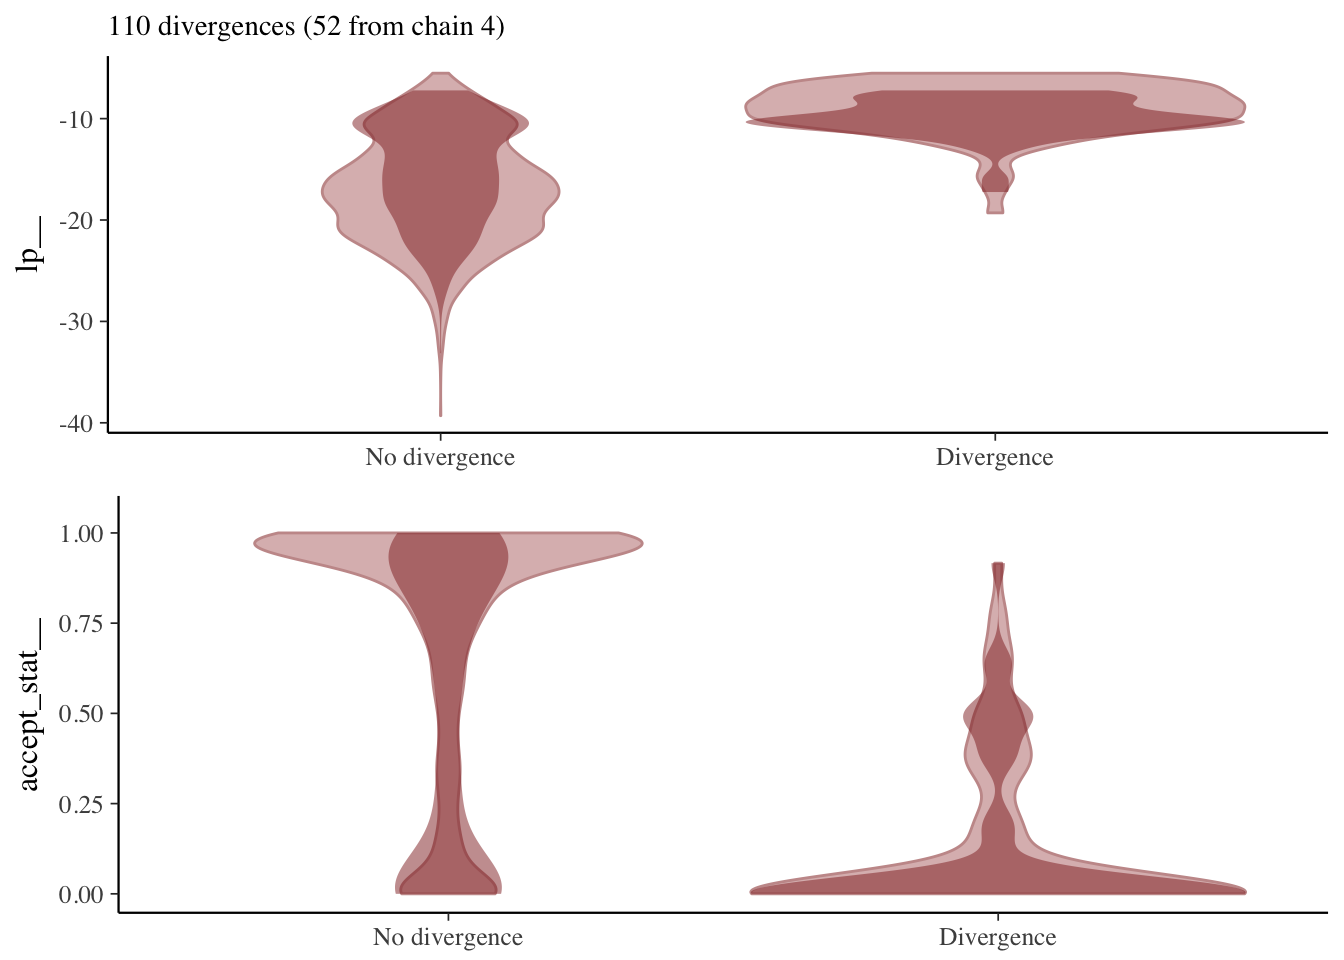 110 divergences (52 from chain 4)
lp__
-10
-20
-30
-40
No divergence
Divergence
accept_stat__
1.00
0.75
0.50
0.25
0.00
No divergence
Divergence